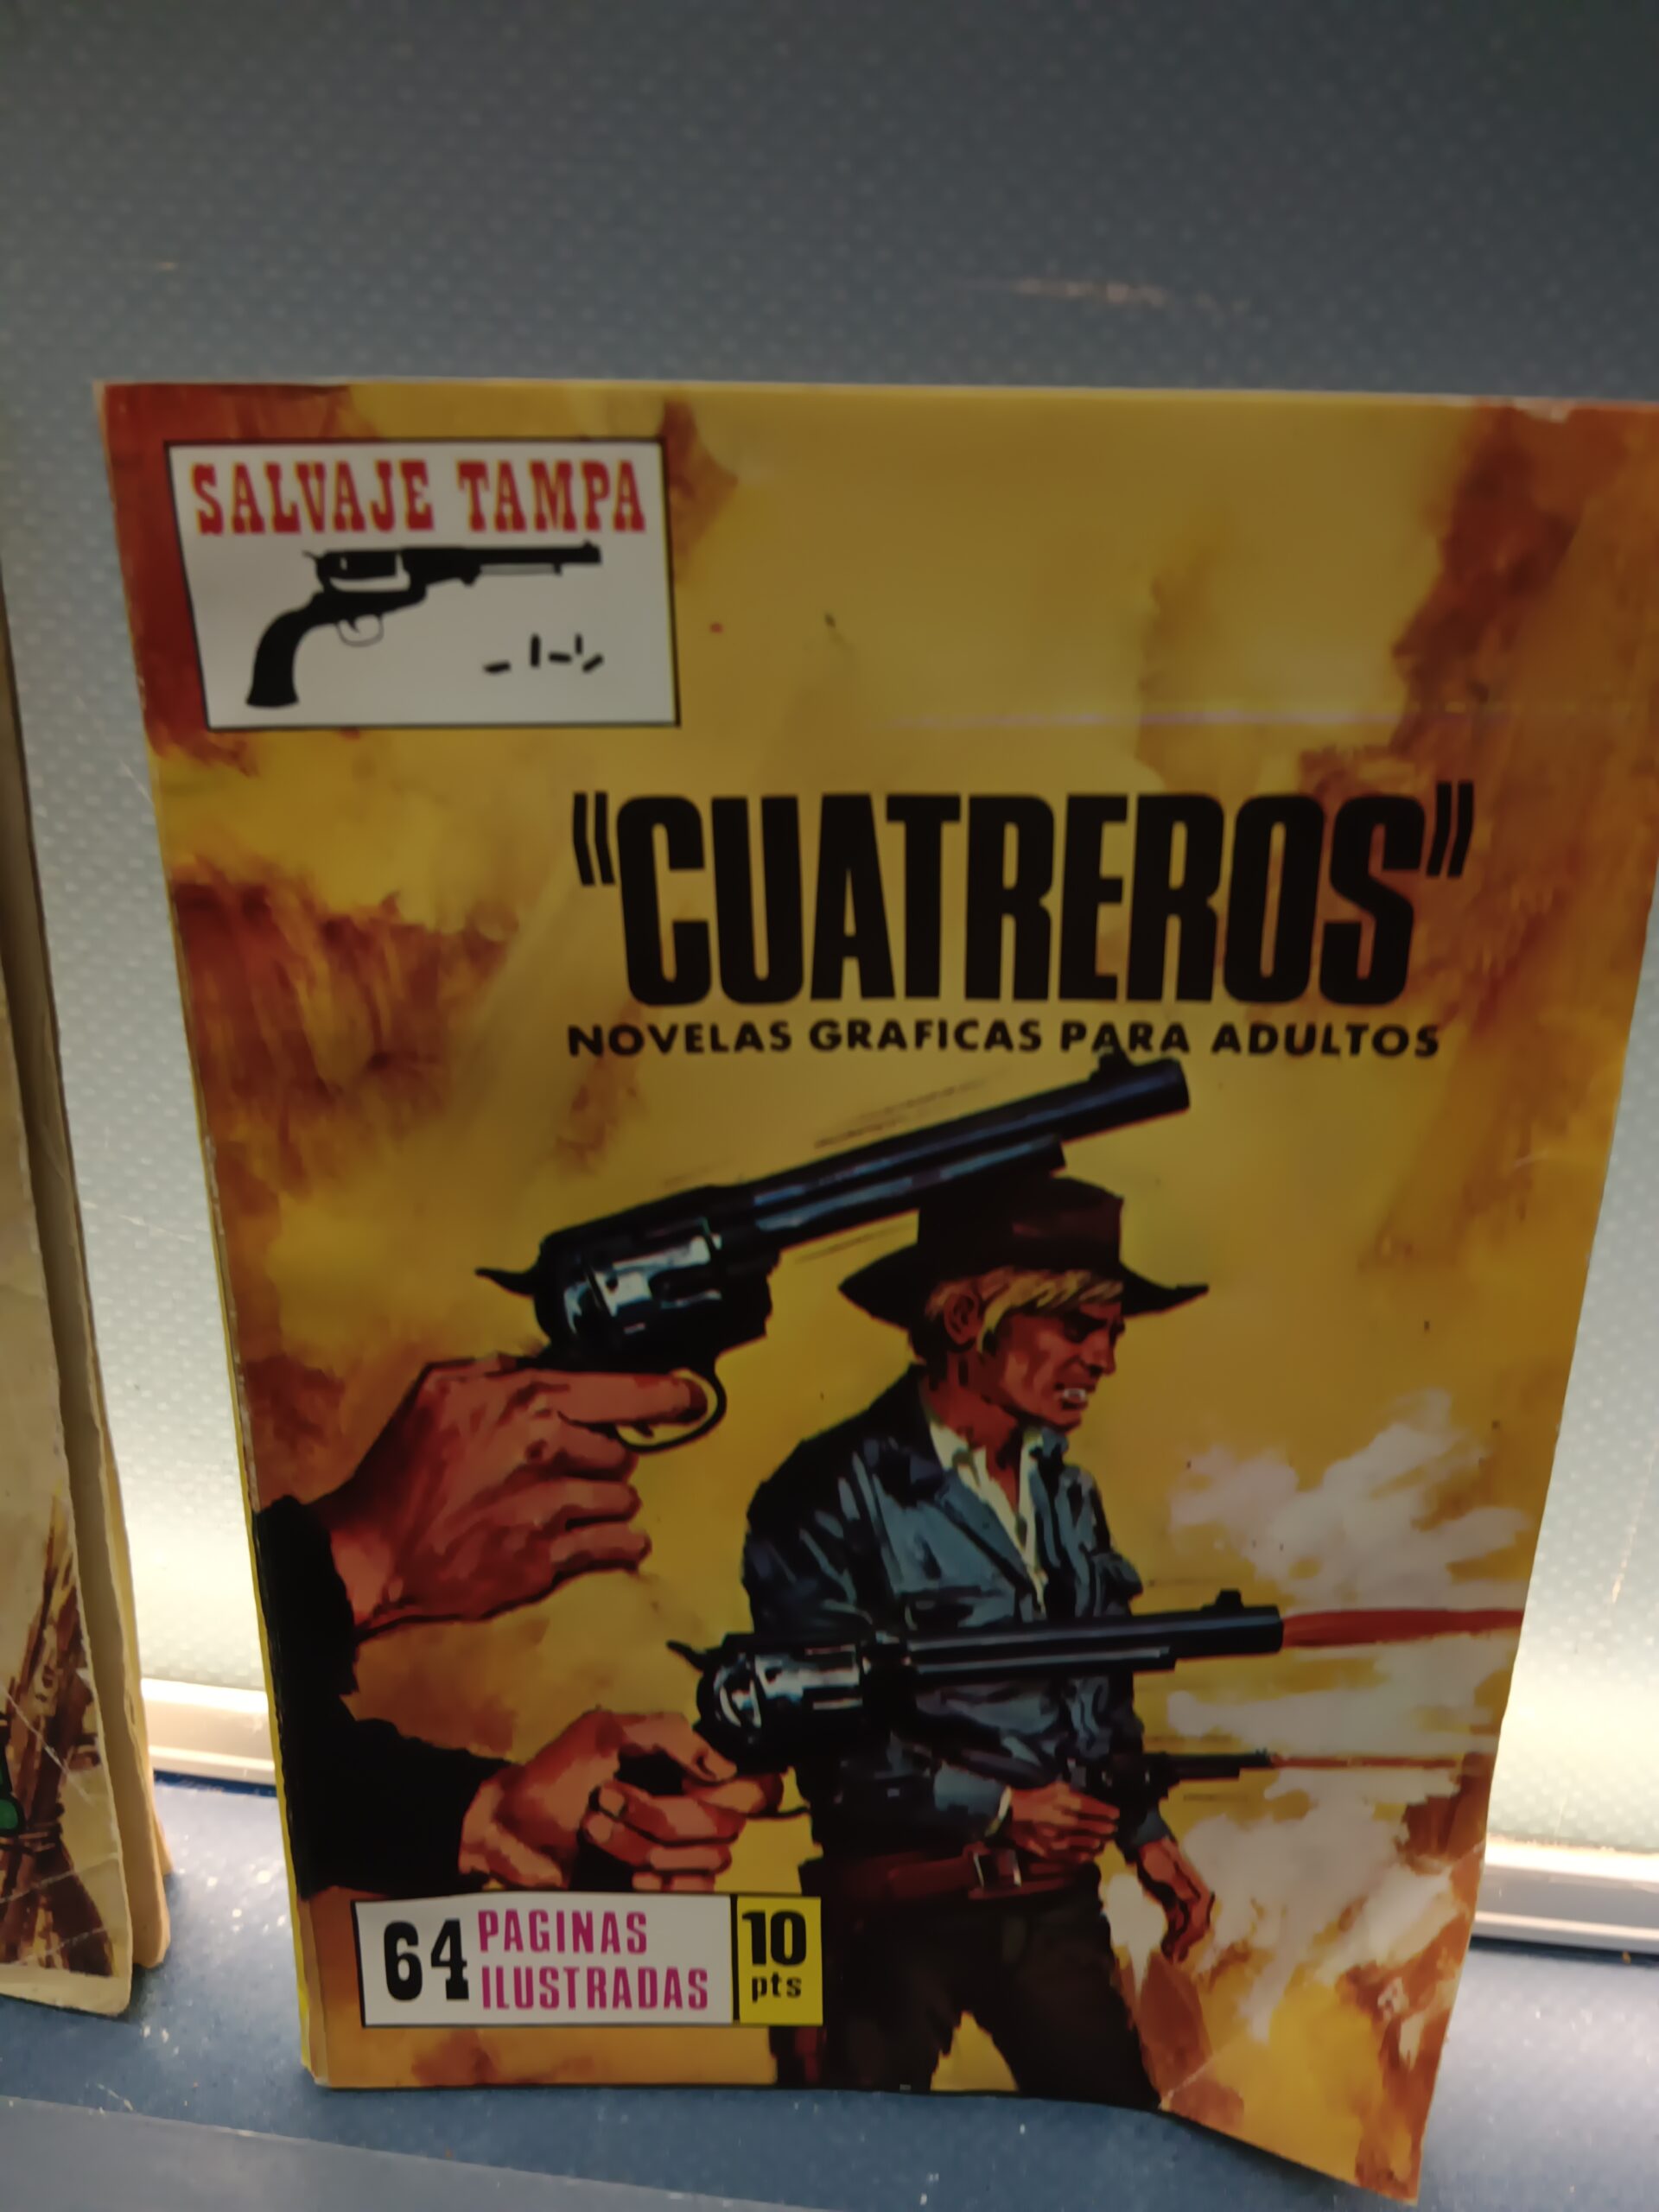 SALVAJE TAMPA
"CUATREROS"
NOVELAS GRAFICAS PARA ADULTOS
64 PAGINAS
ILUSTRADAS
10
pts